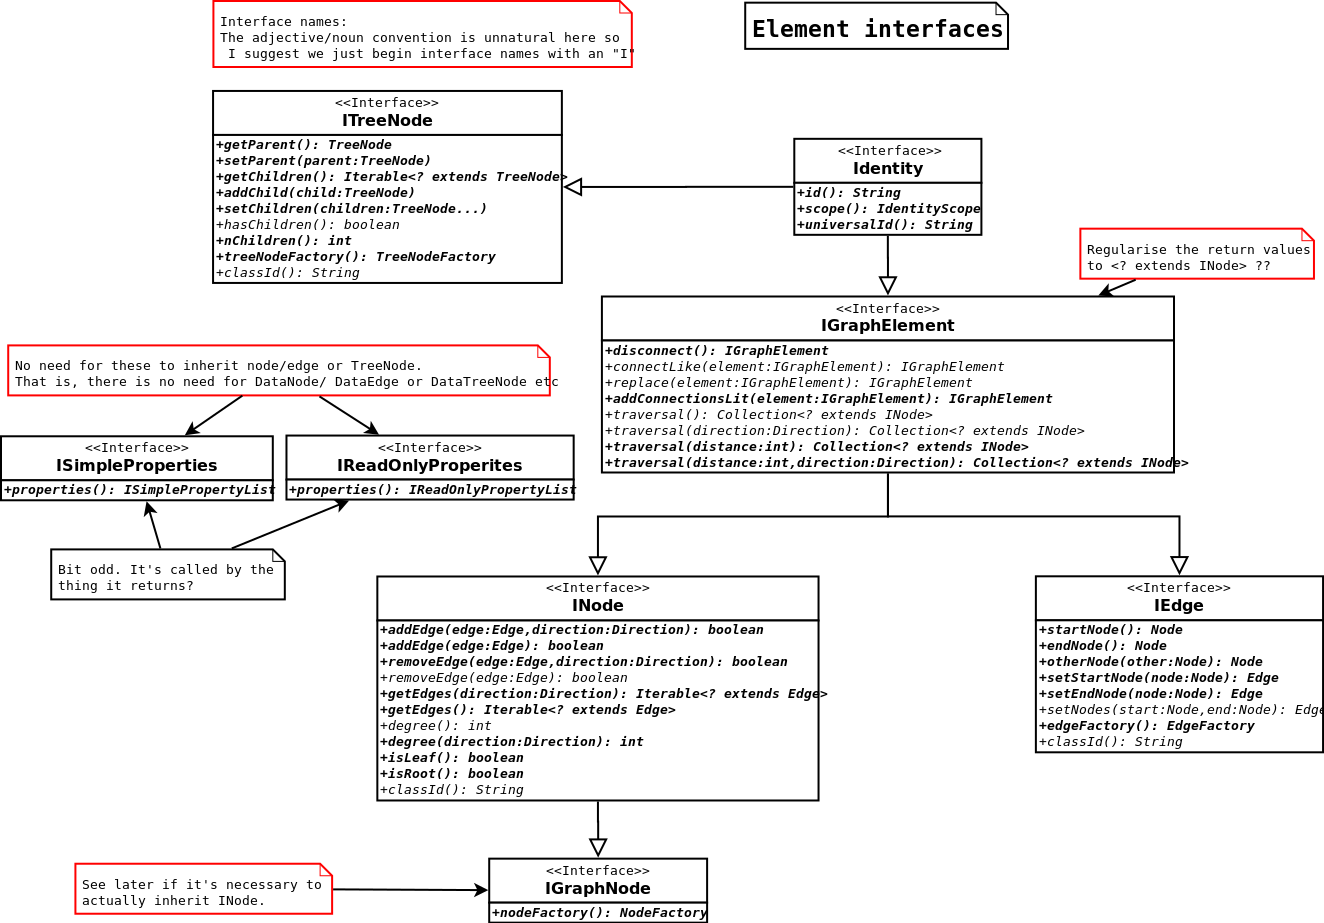 Interface names:
The adjective/noun convention is unnatural here so
I suggest we just begin interface names with an "I"
Element interfaces
<<Interface>>
ITreeNode
+getParent(): TreeNode
+setParent(parent:TreeNode)
+getChildren(): Iterable<? extends TreeNode>
+addChild(child:TreeNode)
+setChildren(children:TreeNode...)
+hasChildren(): boolean
+nChildren(): int
+treeNodeFactory(): TreeNodeFactory
+classId(): String
<<Interface>>
Identity
+id(): String
+scope(): IdentityScope
+universalId(): String
Regularise the return values
to <? extends INode> ??
<<Interface>>
IGraphElement
+disconnect(): IGraphElement
+connectLike(element:IGraphElement): IGraphElement
+replace(element:IGraphElement): IGraphElement
+addConnectionsLit(element:IGraphElement): IGraphElement
+traversal(): Collection<? extends INode>
+traversal(direction:Direction): Collection<? extends INode>
+traversal(distance:int): Collection<? extends INode>
+traversal(distance:int,direction:Direction): Collection<? extends INode>
No need for these to inherit node/edge or TreeNode.
That is, there is no need for DataNode/ DataEdge or DataTreeNode etc
<<Interface>>
ISimpleProperties
+properties(): ISimplePropertyList
<<Interface>>
IReadOnlyProperites
+properties(): IReadOnlyPropertyList
Bit odd. It's called by the
thing it returns?
<<Interface>>
INode
+addEdge(edge:Edge,direction:Direction): boolean
+addEdge(edge:Edge): boolean
+removeEdge(edge:Edge,direction:Direction): boolean
+removeEdge(edge:Edge): boolean
+getEdges(direction:Direction): Iterable<? extends Edge>
+getEdges(): Iterable<? extends Edge>
+degree(): int
+degree(direction:Direction): int
+isLeaf(): boolean
+isRoot(): boolean
+classId(): String
<<Interface>>
IEdge
+startNode(): Node
+endNode(): Node
+otherNode(other:Node): Node
+setStartNode(node:Node): Edge
+setEndNode(node:Node): Edge
+setNodes(start:Node,end:Node): Edge
+edgeFactory(): EdgeFactory
+classId(): String
See later if it's necessary to
actually inherit INode.
<<Interface>>
IGraphNode
+nodeFactory(): NodeFactory